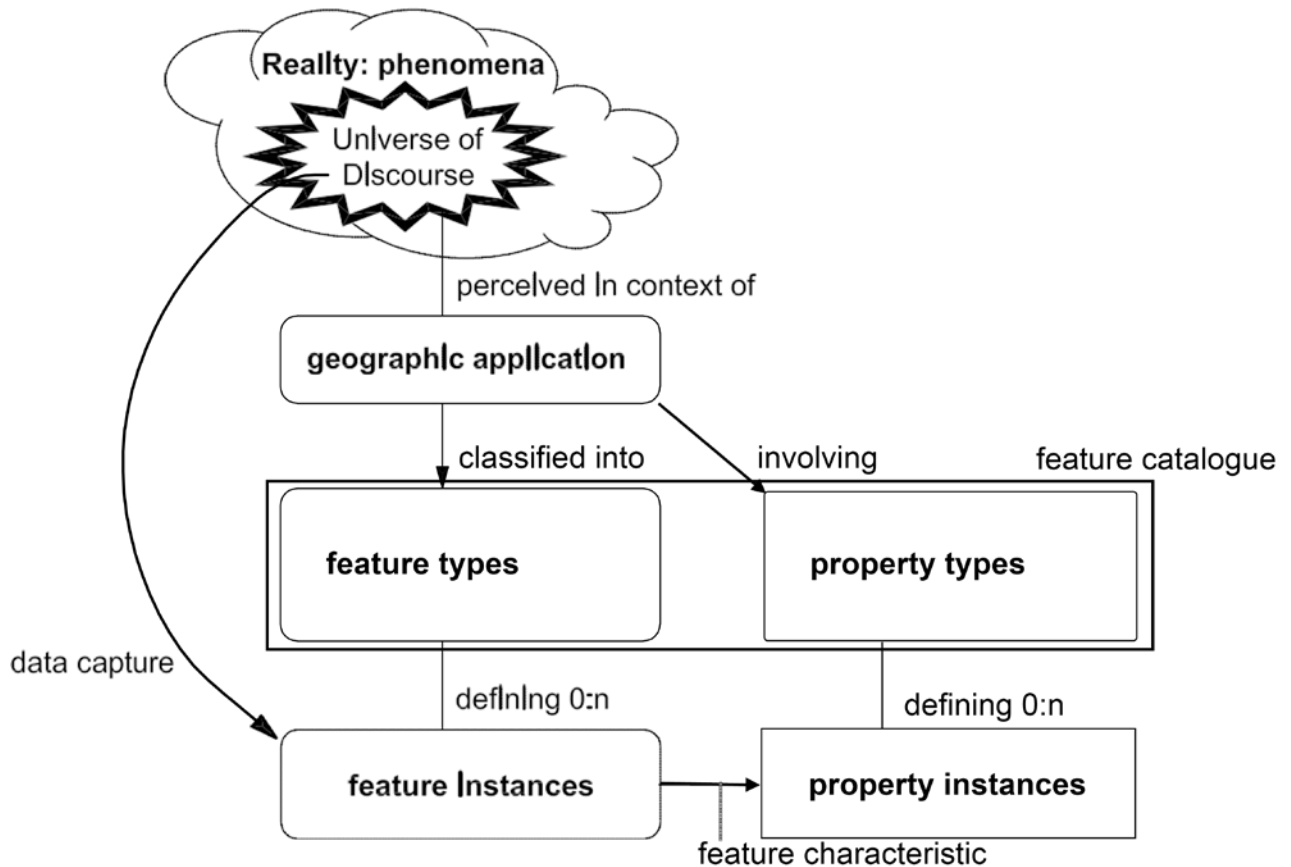 Reality: phenomena
Universe of
Discourse
perceived in context of
geographic application
classified into
involving
feature catalogue
feature types
property types
data capture
defining 0:n
defining 0:n
feature instances
property instances
feature characteristic